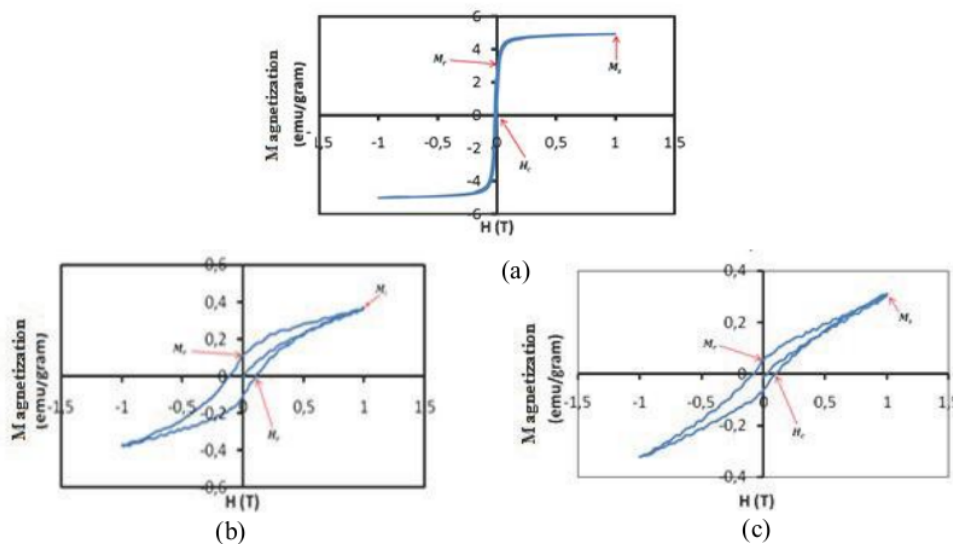 6
4
2
0
-2
-4
-6
1,5
-1
-0,5
0
0,5
1
1,5
Magnetization
(emu/gram)
H (T)
Mr
Ms
Hc
(a)
0,6
0,4
0,2
0
-0,2
-0,4
-0,6
-1,5
-1
-0,5
0
0,5
1
1,5
Magnetization
(emu/gram)
H (T)
Mr
Hc
(b)
0,4
0,2
0
-0,2
-0,4
-1,5
-1
-0,5
0
0,5
1
1,5
Magnetization
(emu/gram)
H (T)
Mr
Ms
Hc
(c)